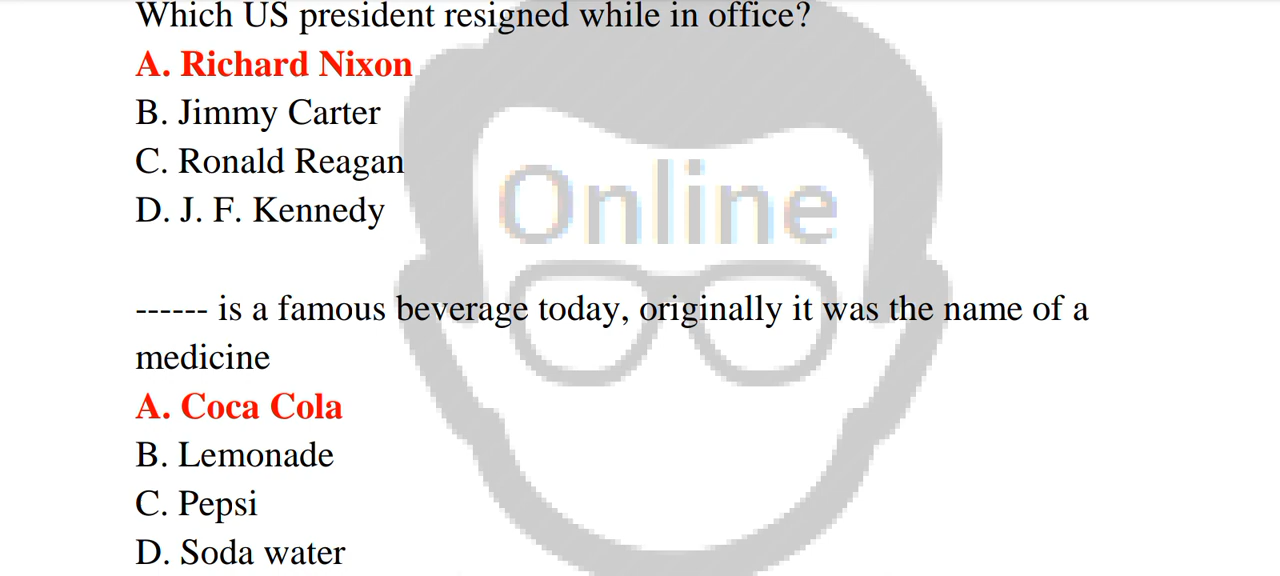 Which US president resigned while in office?
A. Richard Nixon
B. Jimmy Carter
C. Ronald Reagan
D. J. F. Kennedy
Online
------ is a famous beverage today, originally it was the name of a
medicine
A. Coca Cola
B. Lemonade
C. Pepsi
D. Soda water